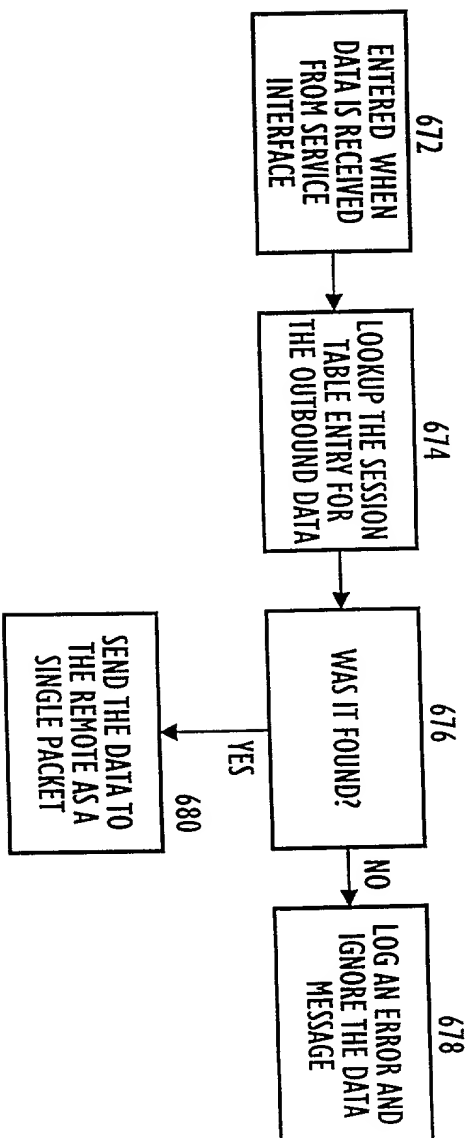 672
ENTERED WHEN
DATA IS RECEIVED
FROM SERVICE
INTERFACE
674
LOOKUP THE SESSION
TABLE ENTRY FOR
THE OUTBOUND DATA
676
WAS IT FOUND?
NO
678
LOG AN ERROR AND
IGNORE THE DATA
MESSAGE
YES
680
SEND THE DATA TO
THE REMOTE AS A
SINGLE PACKET